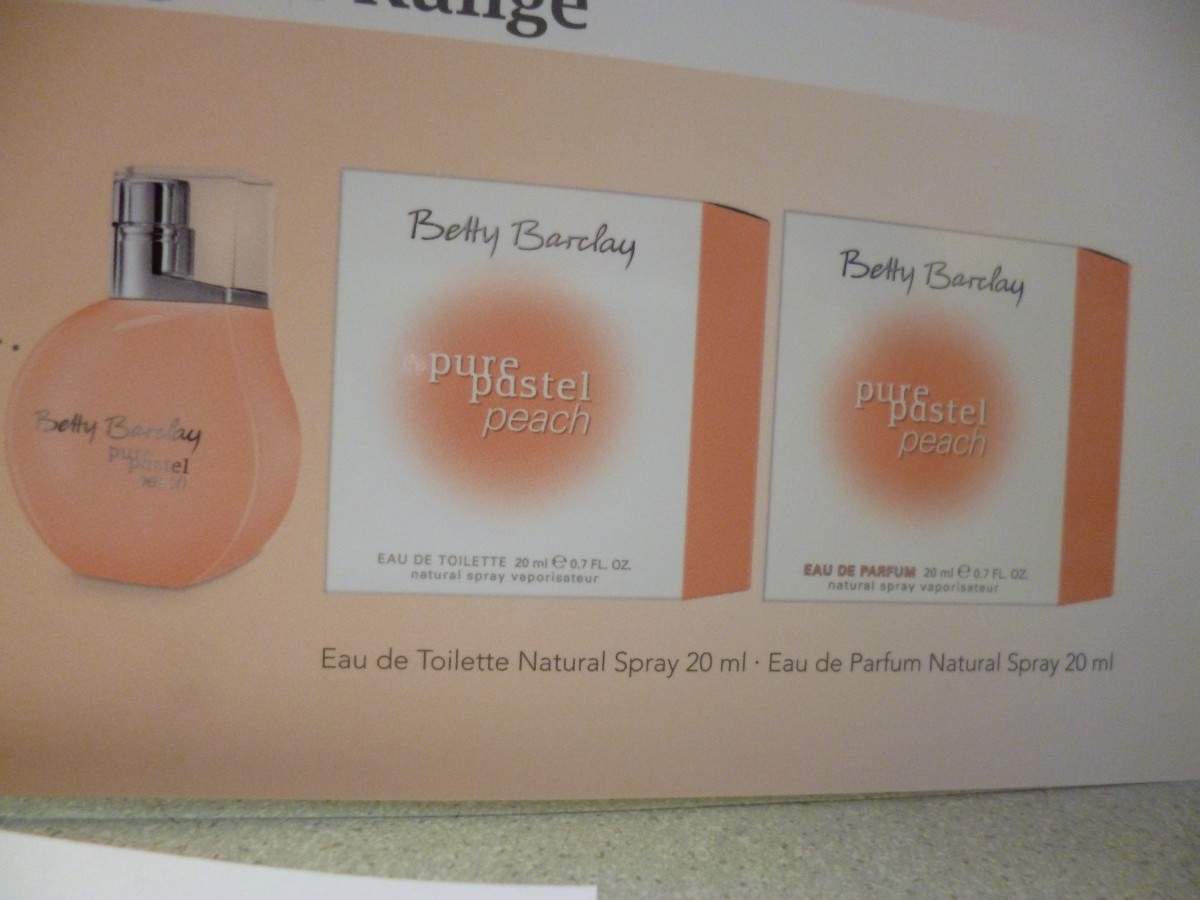 Range
Betty Barclay
pure
pastel
peach
Betty Barclay
pure
pastel
peach
EAU DE TOILETTE 20 ml ℮ 0.7 FL. OZ.
natural spray vaporisateur
Betty Barclay
pure
pastel
peach
EAU DE PARFUM 20 ml ℮ 0.7 FL. OZ.
natural spray vaporisateur
Eau de Toilette Natural Spray 20 ml · Eau de Parfum Natural Spray 20 ml